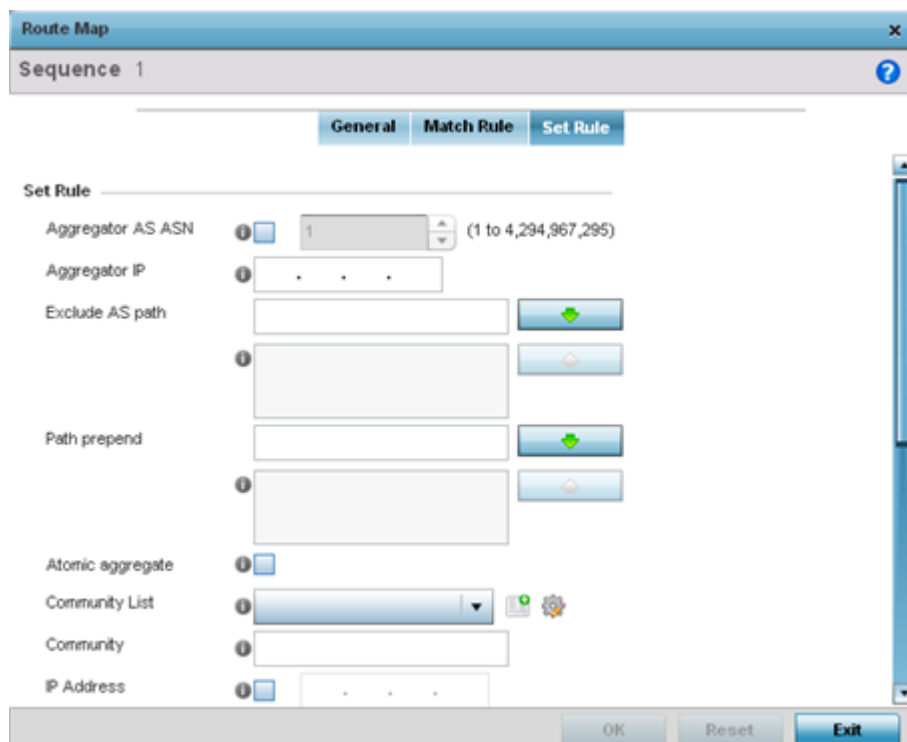 Route Map
Sequence 1
General Match Rule Set Rule
Set Rule
Aggregator AS ASN 1 (1 to 4,294,967,295)
Aggregator IP . . .
Exclude AS path
Path prepend
Atomic aggregate
Community List
Community
IP Address . . .
OK Reset Exit